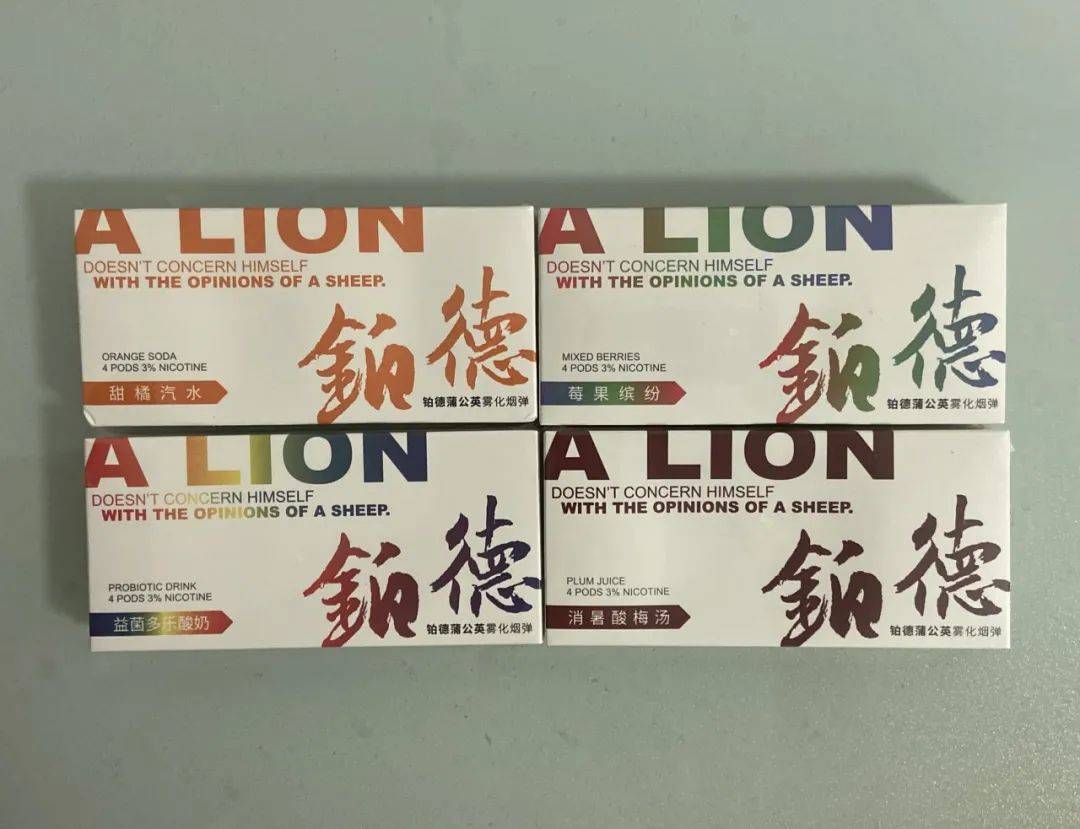 A LION
DOESN'T CONCERN HIMSELF
WITH THE OPINIONS OF A SHEEP.
鉑德
ORANGE SODA
4 PODS 3% NICOTINE
甜橘汽水
铂德蒲公英雾化烟弹
A LION
DOESN'T CONCERN HIMSELF
WITH THE OPINIONS OF A SHEEP.
鉑德
MIXED BERRIES
4 PODS 3% NICOTINE
莓果缤纷
铂德蒲公英雾化烟弹
A LION
DOESN'T CONCERN HIMSELF
WITH THE OPINIONS OF A SHEEP.
鉑德
PROBIOTIC DRINK
4 PODS 3% NICOTINE
益菌多乐酸奶
铂德蒲公英雾化烟弹
A LION
DOESN'T CONCERN HIMSELF
WITH THE OPINIONS OF A SHEEP.
鉑德
PLUM JUICE
4 PODS 3% NICOTINE
消暑酸梅汤
铂德蒲公英雾化烟弹